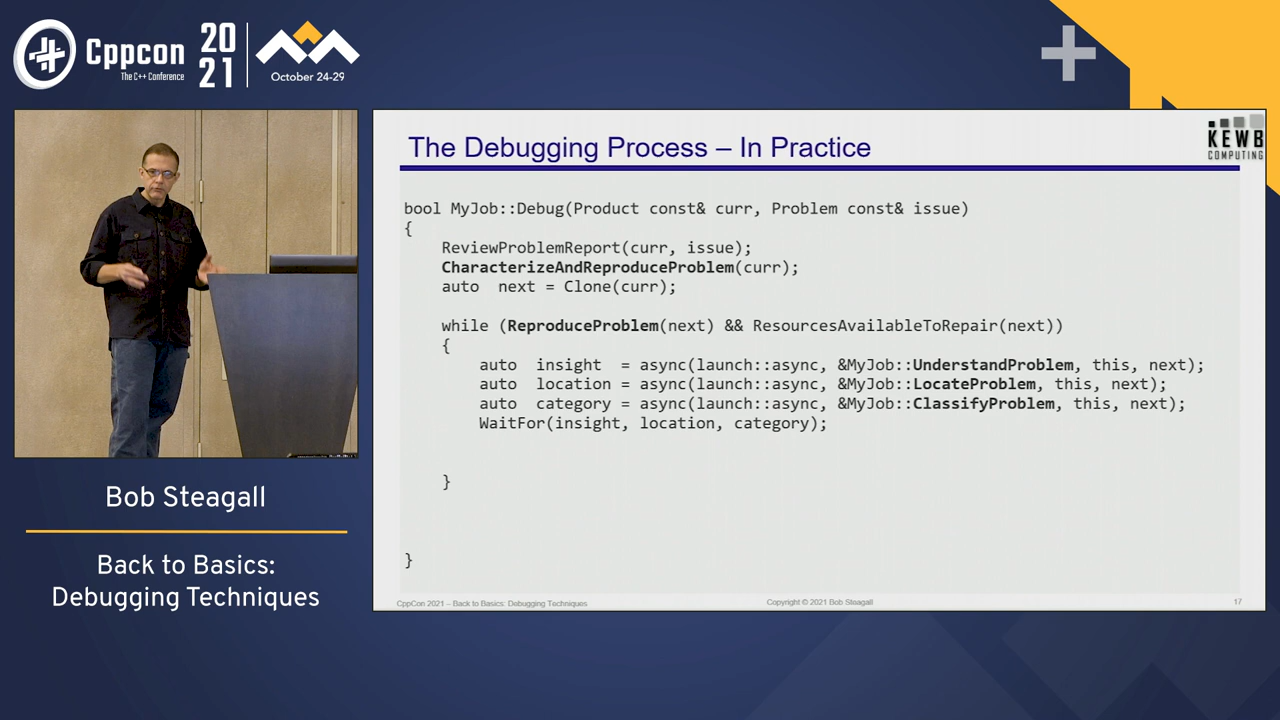 Cppcon
The C++ Conference
20
21
October 24-29
The Debugging Process – In Practice
KEWB
COMPUTING
bool MyJob::Debug(Product const& curr, Problem const& issue)
{
    ReviewProblemReport(curr, issue);
    CharacterizeAndReproduceProblem(curr);
    auto  next = Clone(curr);
    while (ReproduceProblem(next) && ResourcesAvailableToRepair(next))
    {
        auto  insight  = async(launch::async, &MyJob::UnderstandProblem, this, next);
        auto  location = async(launch::async, &MyJob::LocateProblem, this, next);
        auto  category = async(launch::async, &MyJob::ClassifyProblem, this, next);
        WaitFor(insight, location, category);
    }
}
CppCon 2021 – Back to Basics: Debugging Techniques
Copyright © 2021 Bob Steagall
17
Bob Steagall
Back to Basics:
Debugging Techniques